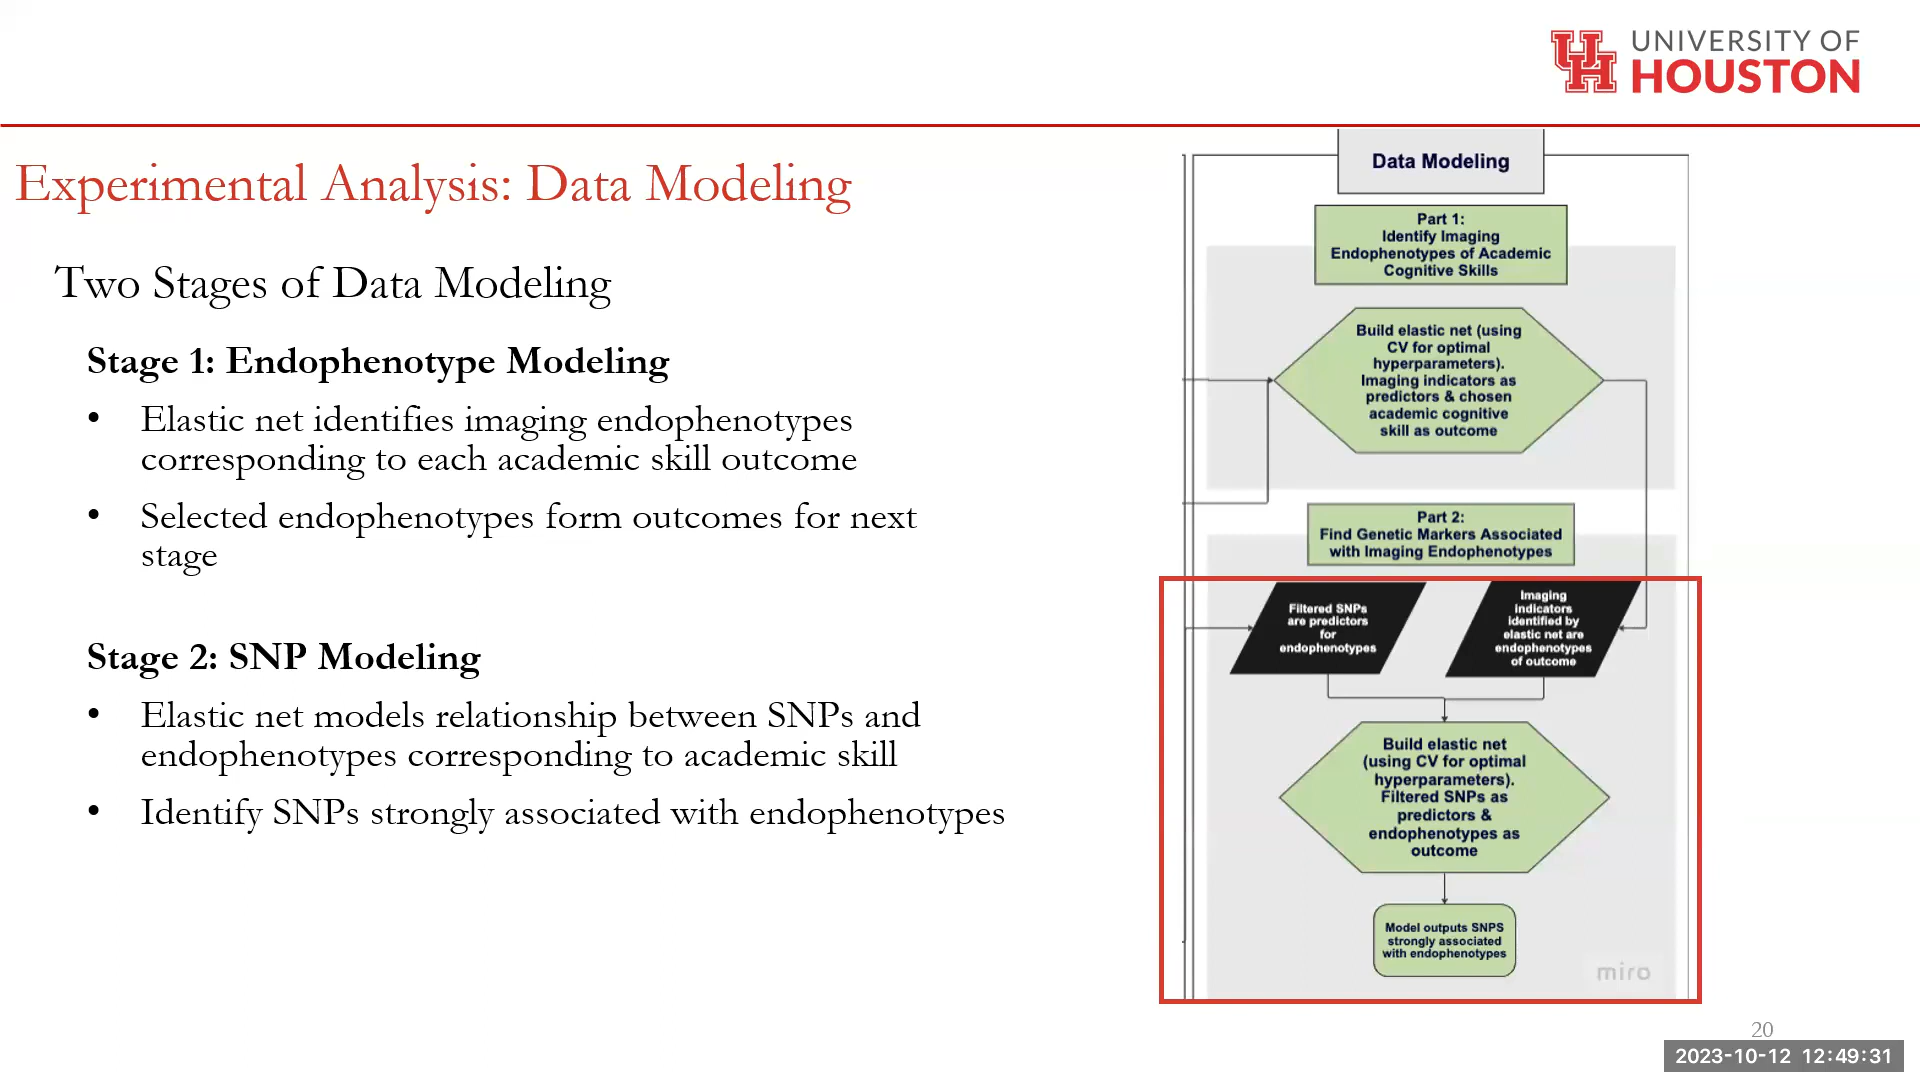 UNIVERSITY OF
HOUSTON
Experimental Analysis: Data Modeling
Two Stages of Data Modeling
Stage 1: Endophenotype Modeling
• Elastic net identifies imaging endophenotypes
corresponding to each academic skill outcome
• Selected endophenotypes form outcomes for next
stage
Stage 2: SNP Modeling
• Elastic net models relationship between SNPs and
endophenotypes corresponding to academic skill
• Identify SNPs strongly associated with endophenotypes
Data Modeling
Part 1:
Identify Imaging
Endophenotypes of Academic
Cognitive Skills
Build elastic net (using
CV for optimal
hyperparameters).
Imaging indicators as
predictors & chosen
academic cognitive
skill as outcome
Part 2:
Find Genetic Markers Associated
with Imaging Endophenotypes
Filtered SNPs
are predictors
for
endophenotypes
Imaging
indicators
identified by
elastic net are
endophenotypes
of outcome
Build elastic net
(using CV for optimal
hyperparameters).
Filtered SNPs as
predictors &
endophenotypes as
outcome
Model outputs SNPS
strongly associated
with endophenotypes
miro
20
2023-10-12 12:49:31